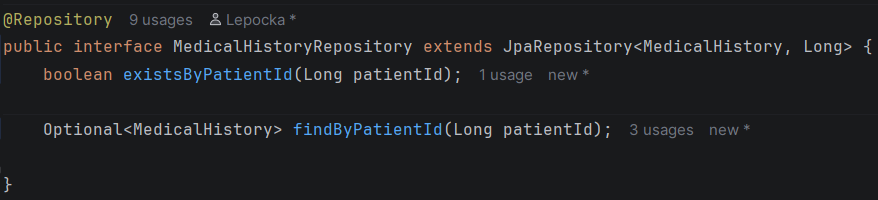 @Repository 9 usages Lepocka *
public interface MedicalHistoryRepository extends JpaRepository<MedicalHistory, Long> {
boolean existsByPatientId(Long patientId); 1 usage new *
Optional<MedicalHistory> findByPatientId(Long patientId); 3 usages new *
}